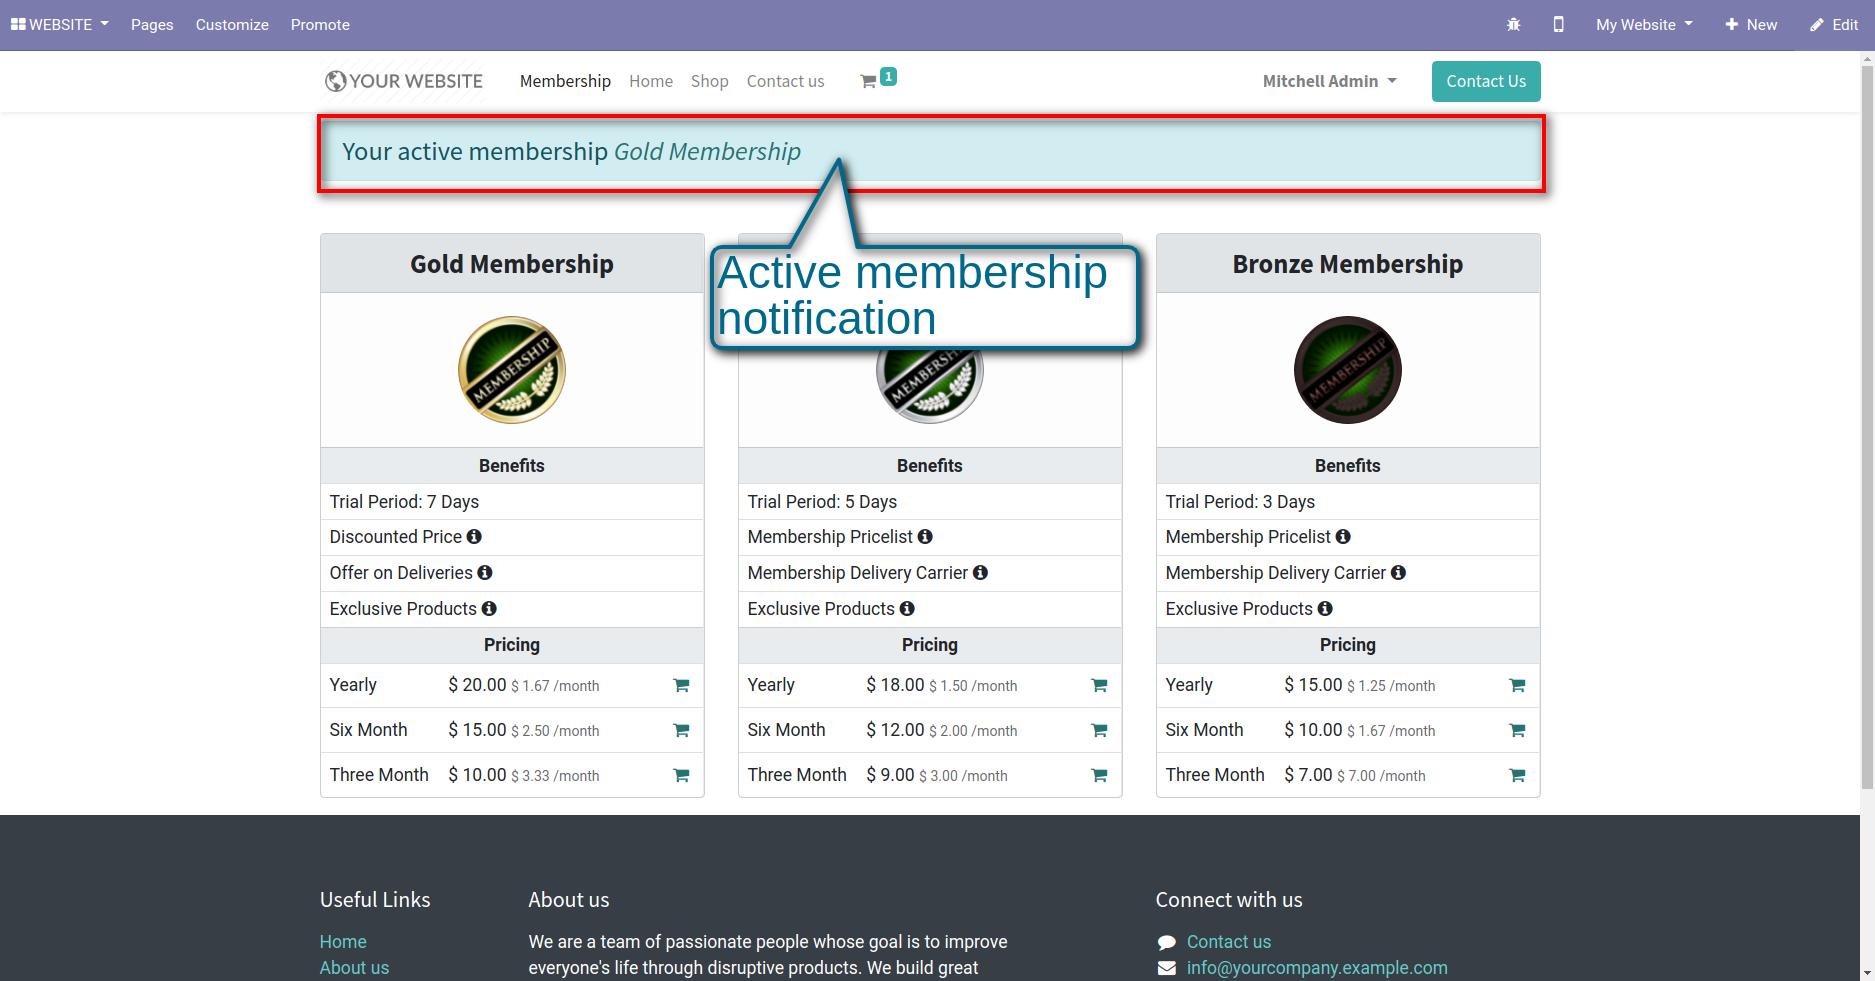 WEBSITE Pages Customize Promote My Website New Edit
YOUR WEBSITE Membership Home Shop Contact us 1 Mitchell Admin Contact Us
Your active membership Gold Membership
Active membership
notification
Gold Membership
MEMBERSHIP
Benefits
Trial Period: 7 Days
Discounted Price
Offer on Deliveries
Exclusive Products
Pricing
Yearly $ 20.00 $ 1.67 /month
Six Month $ 15.00 $ 2.50 /month
Three Month $ 10.00 $ 3.33 /month
MEMBERSHIP
Benefits
Trial Period: 5 Days
Membership Pricelist
Membership Delivery Carrier
Exclusive Products
Pricing
Yearly $ 18.00 $ 1.50 /month
Six Month $ 12.00 $ 2.00 /month
Three Month $ 9.00 $ 3.00 /month
Bronze Membership
MEMBERSHIP
Benefits
Trial Period: 3 Days
Membership Pricelist
Membership Delivery Carrier
Exclusive Products
Pricing
Yearly $ 15.00 $ 1.25 /month
Six Month $ 10.00 $ 1.67 /month
Three Month $ 7.00 $ 7.00 /month
Useful Links
Home
About us
About us
We are a team of passionate people whose goal is to improve
everyone's life through disruptive products. We build great
Connect with us
Contact us
info@yourcompany.example.com